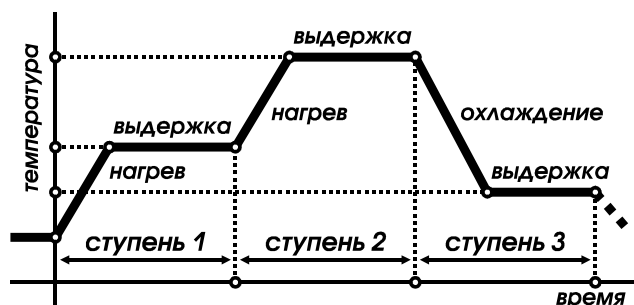 температура
выдержка
выдержка
нагрев
охлаждение
выдержка
нагрев
ступень 1
ступень 2
ступень 3
время